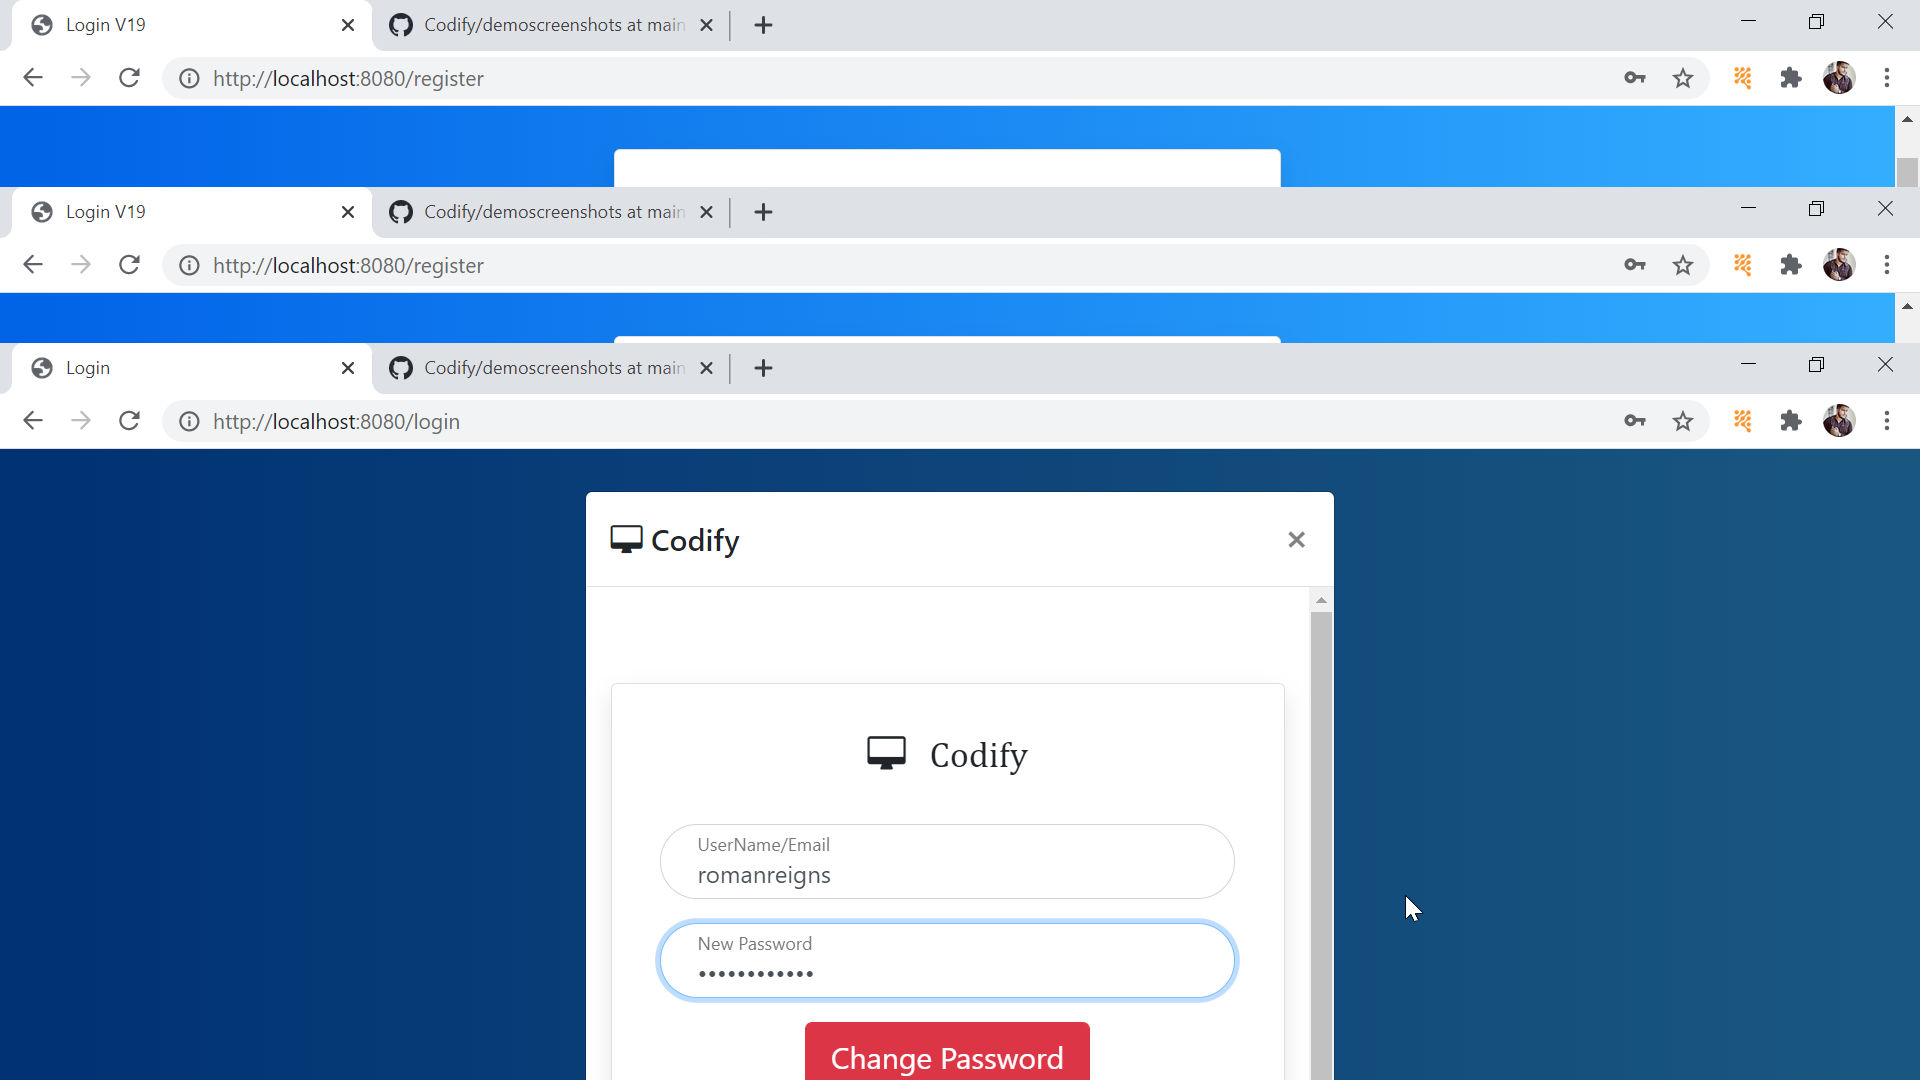 Login V19
Codify/demoscreenshots at main
http://localhost:8080/register
Login V19
Codify/demoscreenshots at main
http://localhost:8080/register
Login
Codify/demoscreenshots at main
http://localhost:8080/login
Codify
Codify
UserName/Email
romanreigns
New Password
••••••••••••
Change Password